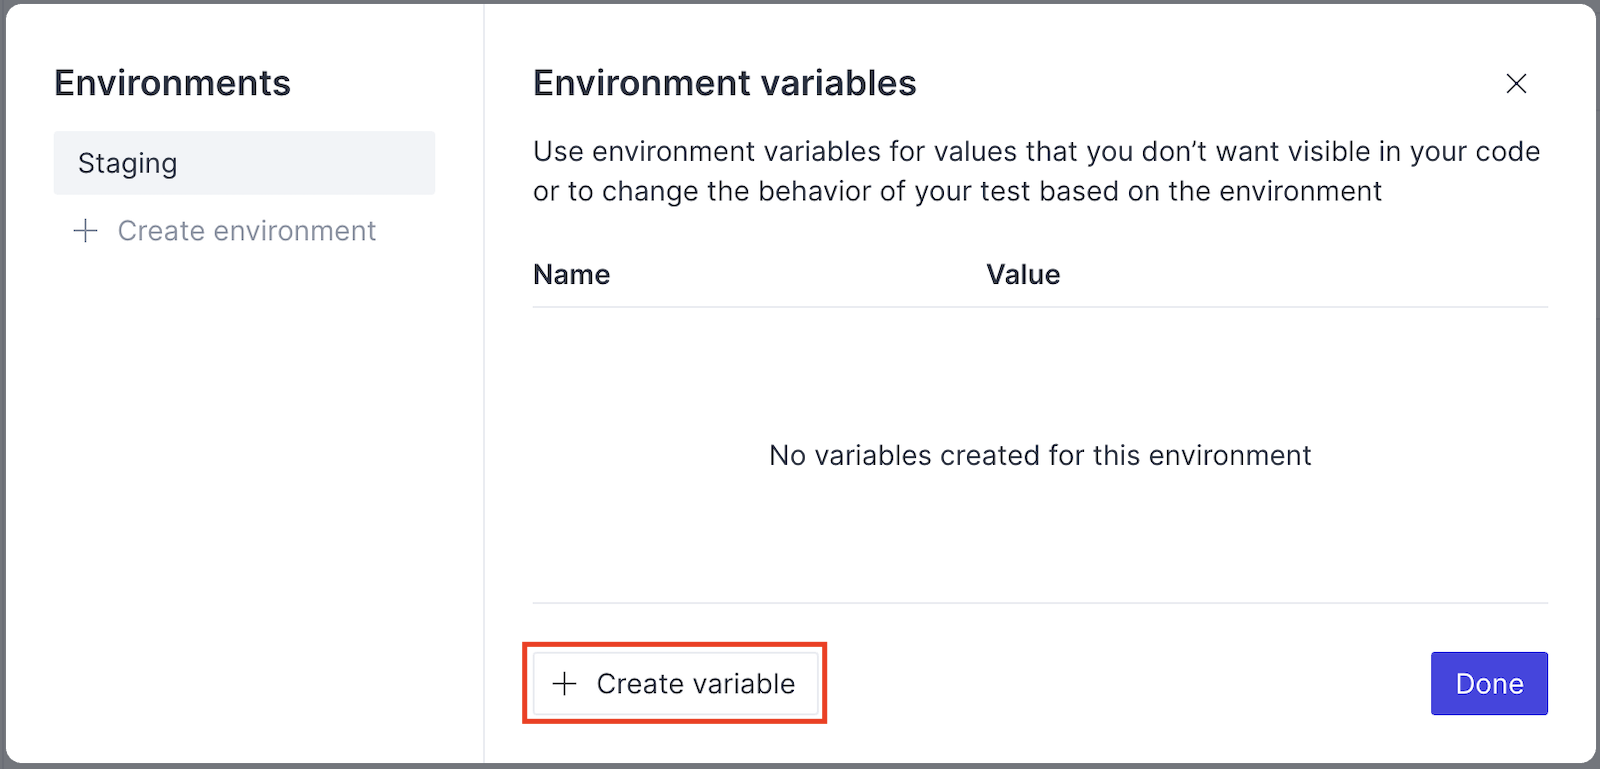 Environments
Staging
Create environment
Environment variables
Use environment variables for values that you don’t want visible in your code
or to change the behavior of your test based on the environment
Name Value
No variables created for this environment
Create variable
Done